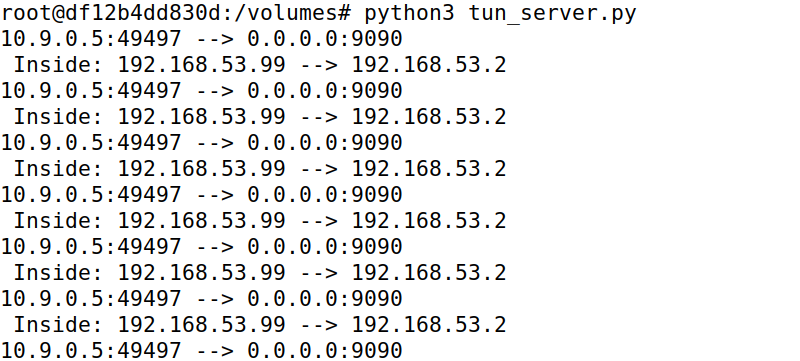 root@df12b4dd830d:/volumes# python3 tun_server.py
10.9.0.5:49497 --> 0.0.0.0:9090
 Inside: 192.168.53.99 --> 192.168.53.2
10.9.0.5:49497 --> 0.0.0.0:9090
 Inside: 192.168.53.99 --> 192.168.53.2
10.9.0.5:49497 --> 0.0.0.0:9090
 Inside: 192.168.53.99 --> 192.168.53.2
10.9.0.5:49497 --> 0.0.0.0:9090
 Inside: 192.168.53.99 --> 192.168.53.2
10.9.0.5:49497 --> 0.0.0.0:9090
 Inside: 192.168.53.99 --> 192.168.53.2
10.9.0.5:49497 --> 0.0.0.0:9090
 Inside: 192.168.53.99 --> 192.168.53.2
10.9.0.5:49497 --> 0.0.0.0:9090